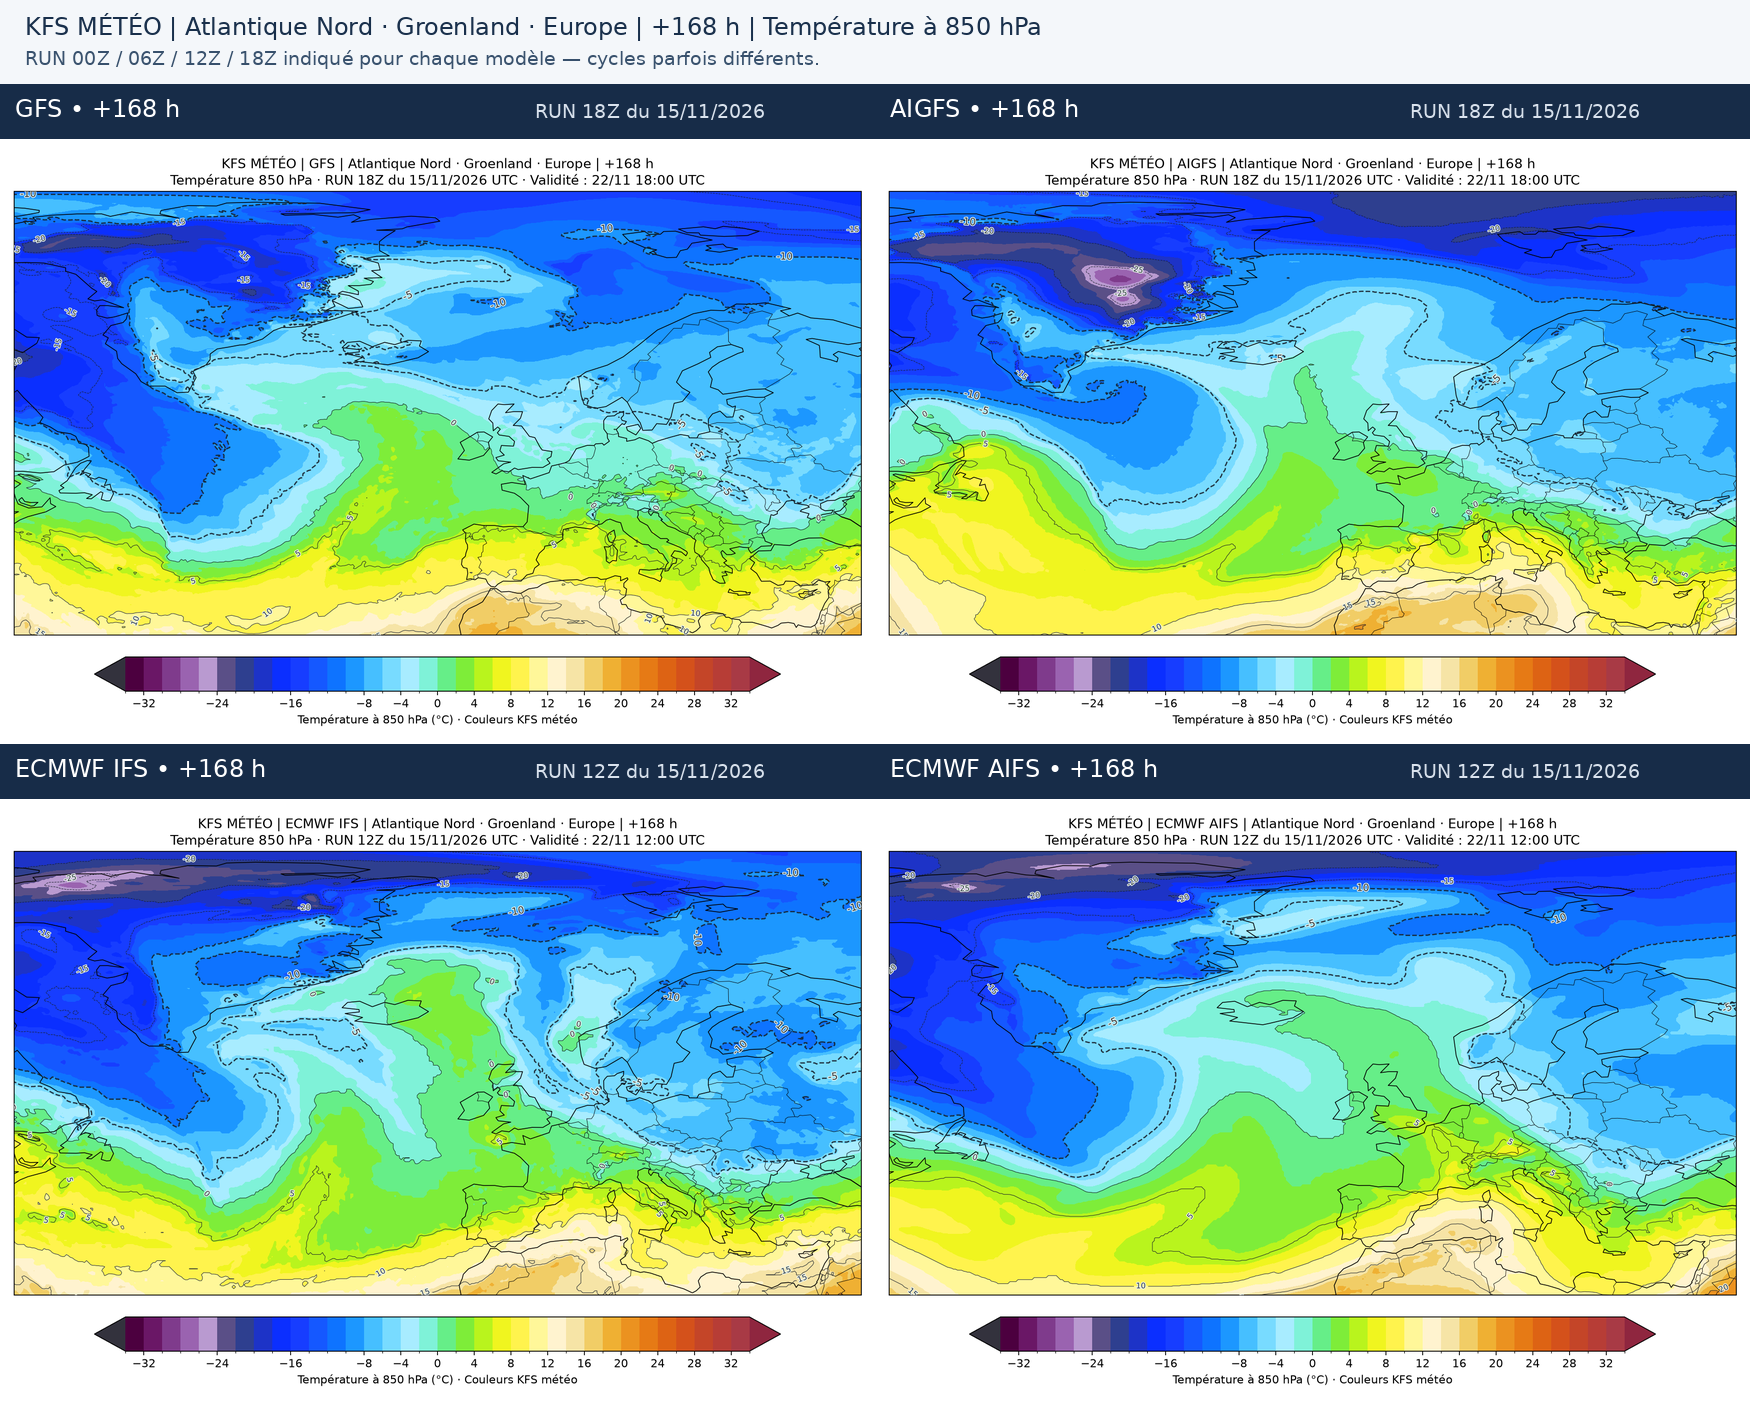 KFS MÉTÉO | Atlantique Nord · Groenland · Europe | +168 h | Température à 850 hPa
RUN 00Z / 06Z / 12Z / 18Z indiqué pour chaque modèle — cycles parfois différents.
GFS • +168 h
RUN 18Z du 15/11/2026
AIGFS • +168 h
RUN 18Z du 15/11/2026
KFS MÉTÉO | GFS | Atlantique Nord · Groenland · Europe | +168 h
Température 850 hPa · RUN 18Z du 15/11/2026 UTC · Validité : 22/11 18:00 UTC
KFS MÉTÉO | AIGFS | Atlantique Nord · Groenland · Europe | +168 h
Température 850 hPa · RUN 18Z du 15/11/2026 UTC · Validité : 22/11 18:00 UTC
−32 −24 −16 −8 −4 0 4 8 12 16 20 24 28 32
Température à 850 hPa (°C) · Couleurs KFS météo
−32 −24 −16 −8 −4 0 4 8 12 16 20 24 28 32
Température à 850 hPa (°C) · Couleurs KFS météo
ECMWF IFS • +168 h
RUN 12Z du 15/11/2026
ECMWF AIFS • +168 h
RUN 12Z du 15/11/2026
KFS MÉTÉO | ECMWF IFS | Atlantique Nord · Groenland · Europe | +168 h
Température 850 hPa · RUN 12Z du 15/11/2026 UTC · Validité : 22/11 12:00 UTC
KFS MÉTÉO | ECMWF AIFS | Atlantique Nord · Groenland · Europe | +168 h
Température 850 hPa · RUN 12Z du 15/11/2026 UTC · Validité : 22/11 12:00 UTC
−32 −24 −16 −8 −4 0 4 8 12 16 20 24 28 32
Température à 850 hPa (°C) · Couleurs KFS météo
−32 −24 −16 −8 −4 0 4 8 12 16 20 24 28 32
Température à 850 hPa (°C) · Couleurs KFS météo